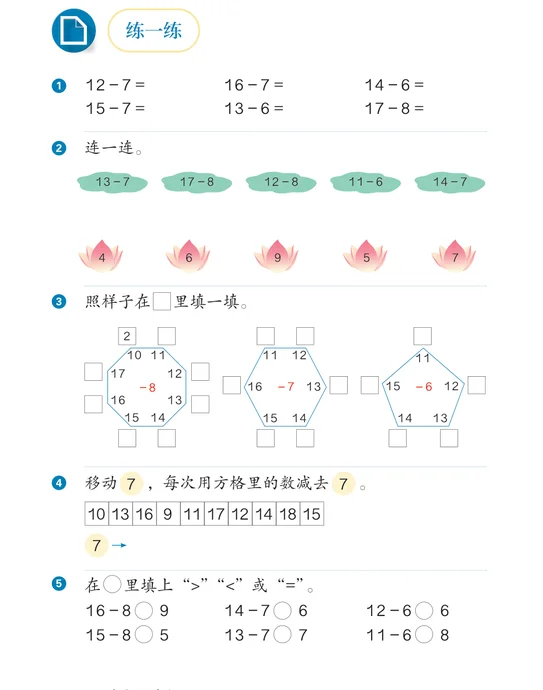 练一练
1 12－7＝ 16－7＝ 14－6＝
15－7＝ 13－6＝ 17－8＝
2 连一连。
13－7 17－8 12－8 11－6 14－7
4 6 9 5 7
3 照样子在□里填一填。
2
10 11 11 12 11
17 12
－8 16 －7 13 15 －6 12
16 13
15 14 15 14 14 13
4 移动 7 ，每次用方格里的数减去 7 。
10 13 16 9 11 17 12 14 18 15
7 →
5 在○里填上“>”“<”或“=”。
16－8○9 14－7○6 12－6○6
15－8○5 13－7○7 11－6○8